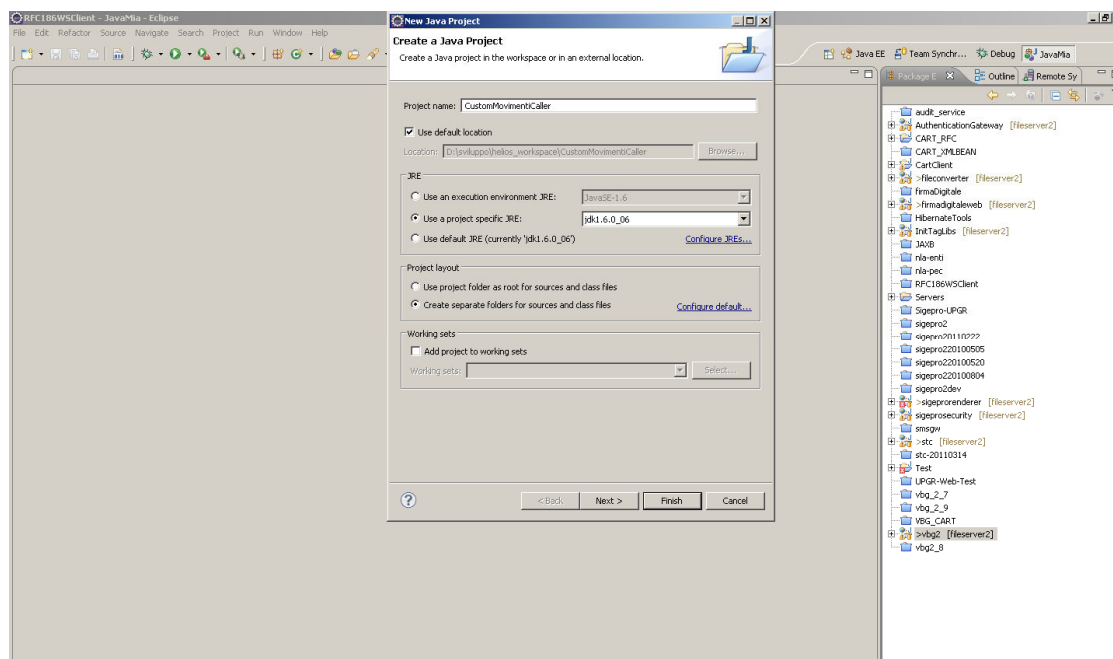 RFC186WSClient - JavaMia - Eclipse
File Edit Refactor Source Navigate Search Project Run Window Help
Java EE Team Synchr... Debug JavaMia
New Java Project
Create a Java Project
Create a Java project in the workspace or in an external location.
Project name: CustomMovimentiCaller
Use default location
Location: D:\sviluppo\helios_workspace\CustomMovimentiCaller Browse...
JRE
Use an execution environment JRE: JavaSE-1.6
Use a project specific JRE: jdk1.6.0_06
Use default JRE (currently 'jdk1.6.0_06') Configure JREs...
Project layout
Use project folder as root for sources and class files
Create separate folders for sources and class files Configure default...
Working sets
Add project to working sets
Working sets: Select...
< Back Next > Finish Cancel
Package E Outline Remote Sy
audit_service
AuthenticationGateway [fileserver2]
CART_RFC
CART_XMLBEAN
CartClient
>fileconverter [fileserver2]
firmaDigitale
>firmadigitaleweb [fileserver2]
HibernateTools
InitTagLibs [fileserver2]
JAXB
nla-enti
nla-pec
RFC186WSClient
Servers
Sigepro-UPGR
sigepro2
sigepro20110222
sigepro220100505
sigepro220100520
sigepro220100804
sigepro2dev
>sigeprorenderer [fileserver2]
sigeprosecurity [fileserver2]
smsgw
>stc [fileserver2]
stc-20110314
Test
UPGR-Web-Test
vbg_2_7
vbg_2_9
VBG_CART
>vbg2 [fileserver2]
vbg2_8